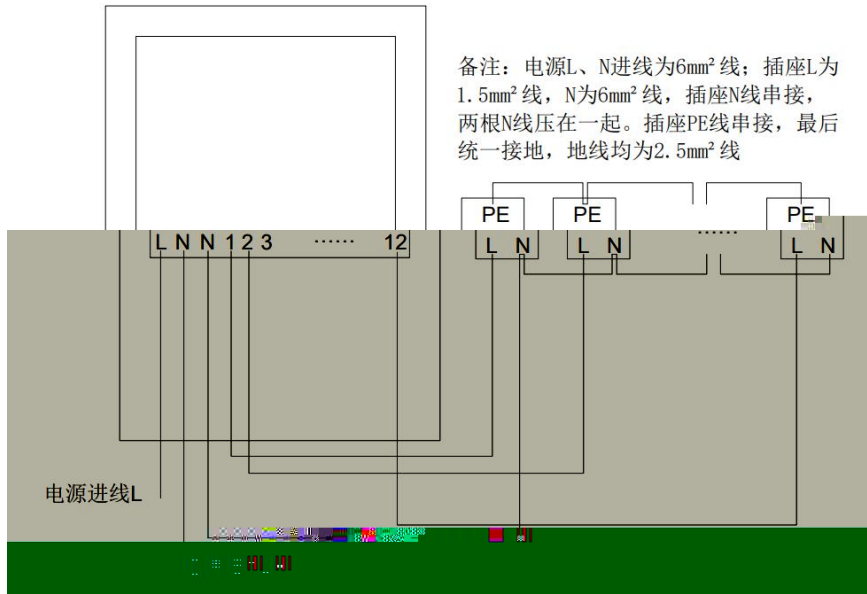 备注：电源L、N进线为6mm²线；插座L为
1.5mm²线，N为6mm²线，插座N线串接，
两根N线压在一起。插座PE线串接，最后
统一接地，地线均为2.5mm²线
PE PE PE
L N N 1 2 3 ······ 12
L N L N ······ L N
电源进线L